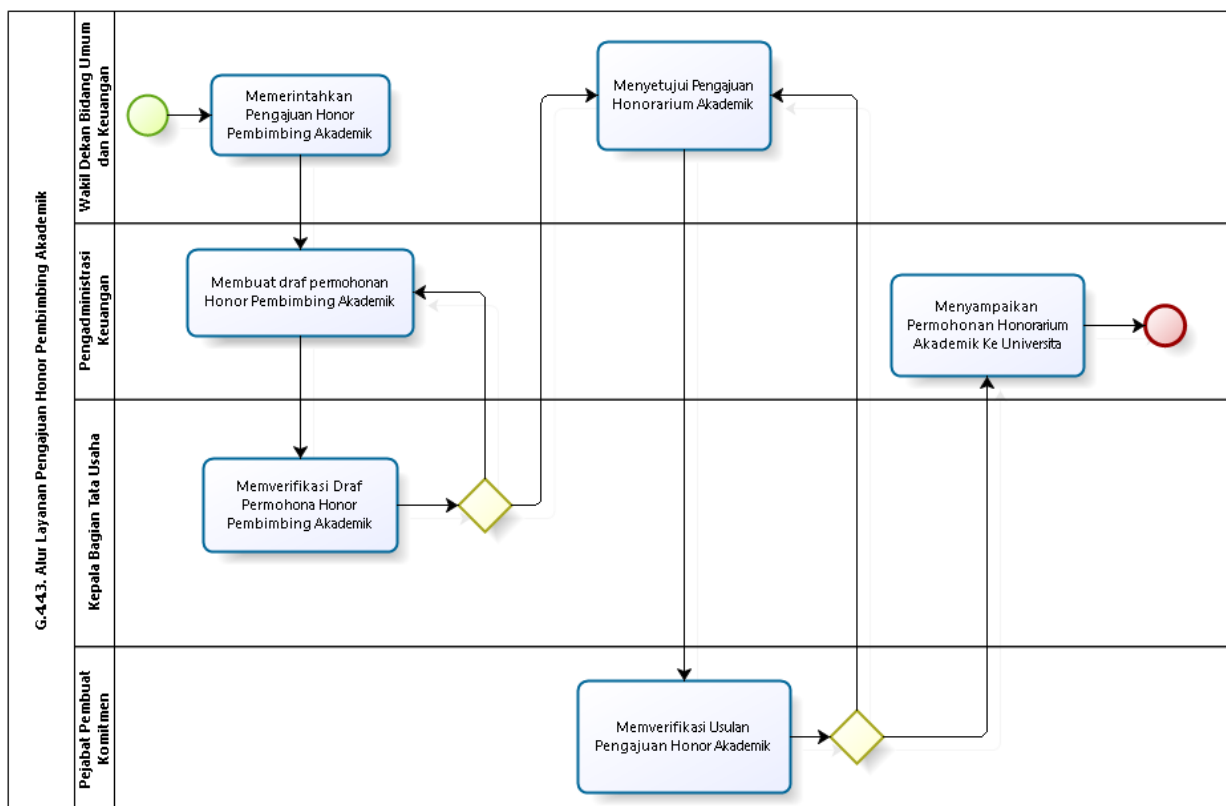 G.4.4.3. Alur Layanan Pengajuan Honor Pembimbing Akademik
Wakil Dekan Bidang Umum
dan Keuangan
Memerintahkan
Pengajuan Honor
Pembimbing Akademik
Menyetujui Pengajuan
Honorarium Akademik
Pengadministrasi
Keuangan
Membuat draf permohonan
Honor Pembimbing Akademik
Menyampaikan
Permohonan Honorarium
Akademik Ke Universita
Kepala Bagian Tata Usaha
Memverifikasi Draf
Permohona Honor
Pembimbing Akademik
Pejabat Pembuat
Komitmen
Memverifikasi Usulan
Pengajuan Honor Akademik